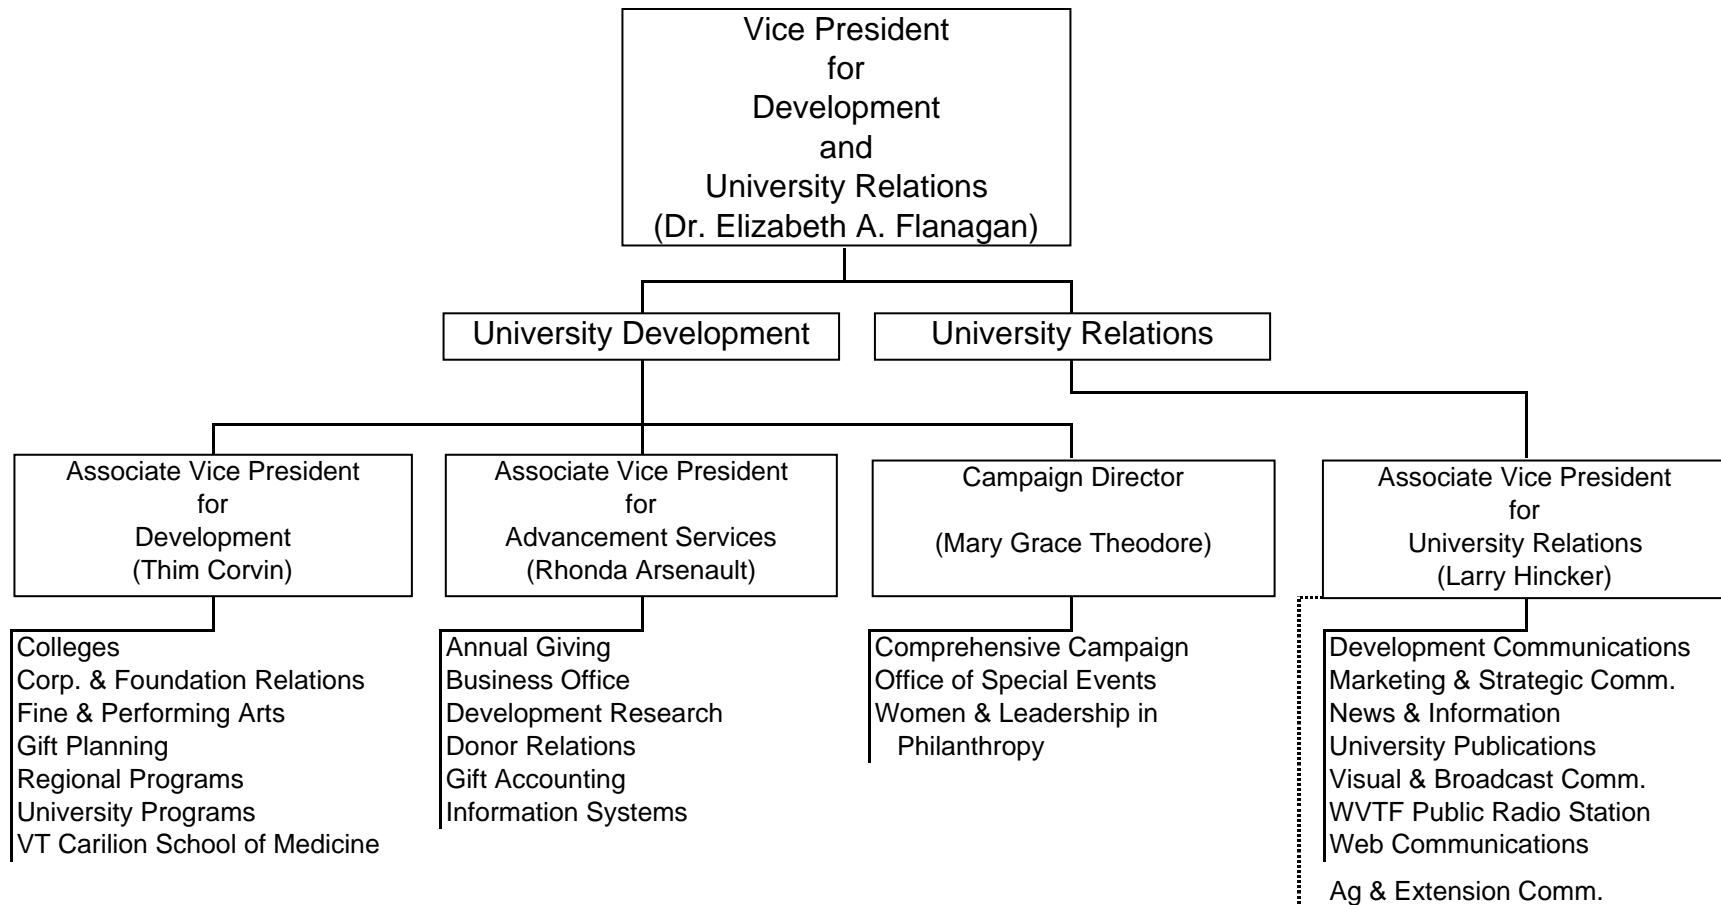 Vice President
for
Development
and
University Relations
(Dr. Elizabeth A. Flanagan)
University Development
University Relations
Associate Vice President
for
Development
(Thim Corvin)
Associate Vice President
for
Advancement Services
(Rhonda Arsenault)
Campaign Director
(Mary Grace Theodore)
Associate Vice President
for
University Relations
(Larry Hincker)
Colleges
Corp. & Foundation Relations
Fine & Performing Arts
Gift Planning
Regional Programs
University Programs
VT Carilion School of Medicine
Annual Giving
Business Office
Development Research
Donor Relations
Gift Accounting
Information Systems
Comprehensive Campaign
Office of Special Events
Women & Leadership in
Philanthropy
Development Communications
Marketing & Strategic Comm.
News & Information
University Publications
Visual & Broadcast Comm.
WVTF Public Radio Station
Web Communications
Ag & Extension Comm.